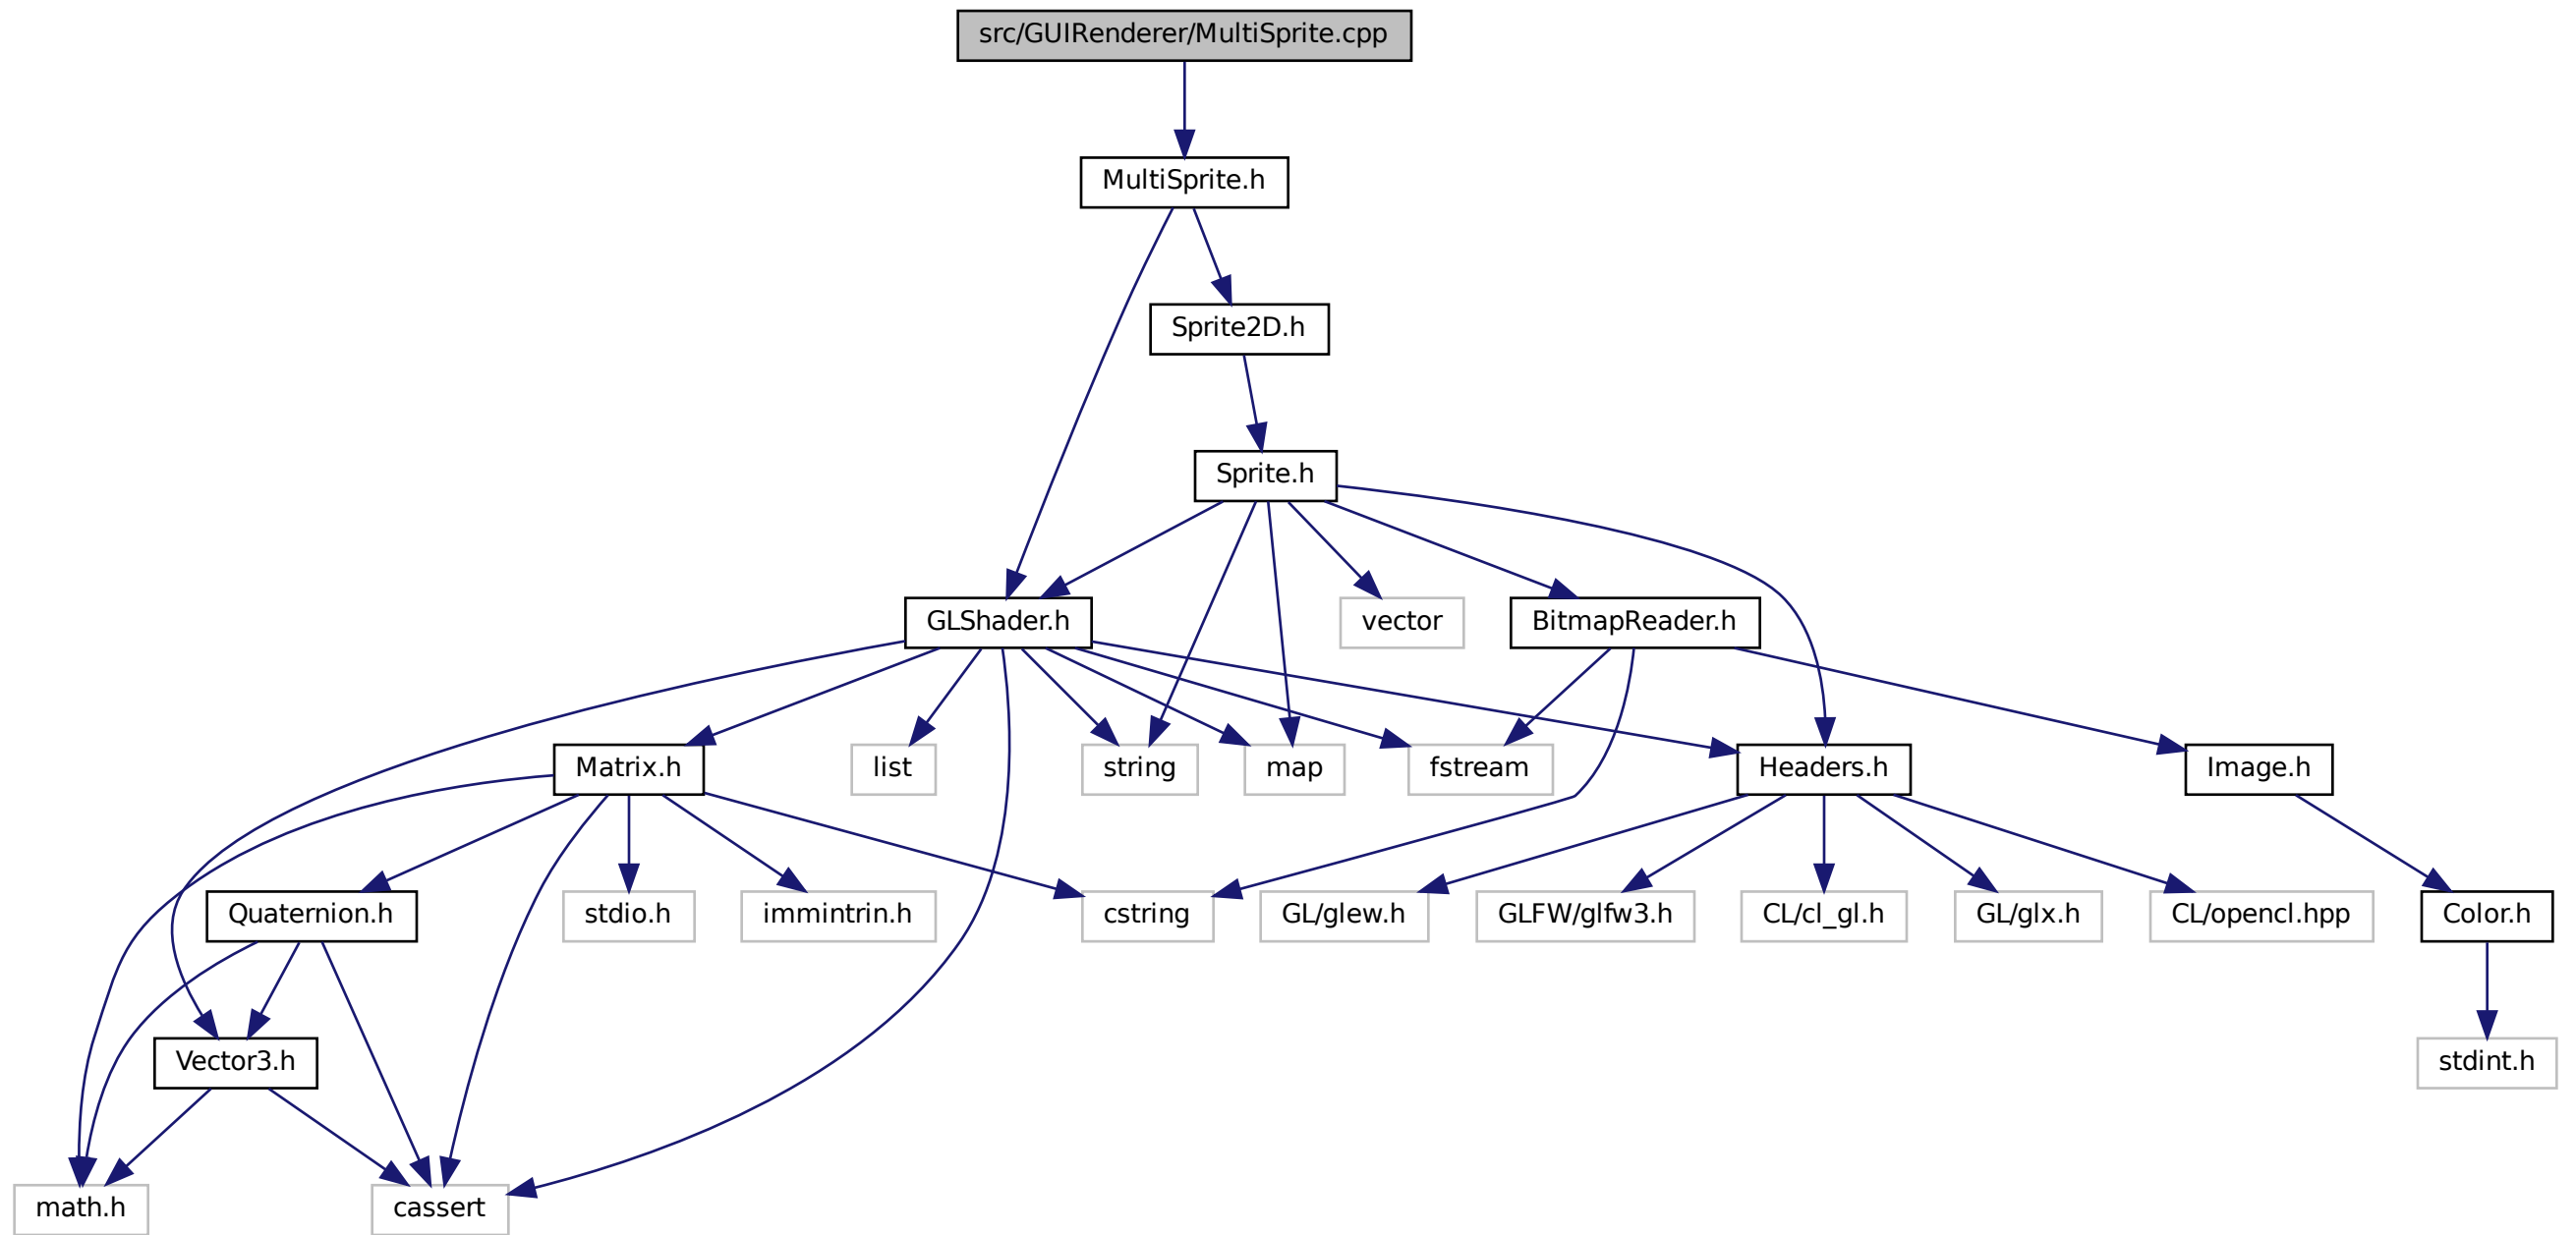 src/GUIRenderer/MultiSprite.cpp
MultiSprite.h
Sprite2D.h
Sprite.h
GLShader.h
vector
BitmapReader.h
Matrix.h
list
string
map
fstream
Headers.h
Image.h
Quaternion.h
stdio.h
immintrin.h
cstring
GL/glew.h
GLFW/glfw3.h
CL/cl_gl.h
GL/glx.h
CL/opencl.hpp
Color.h
Vector3.h
stdint.h
math.h
cassert